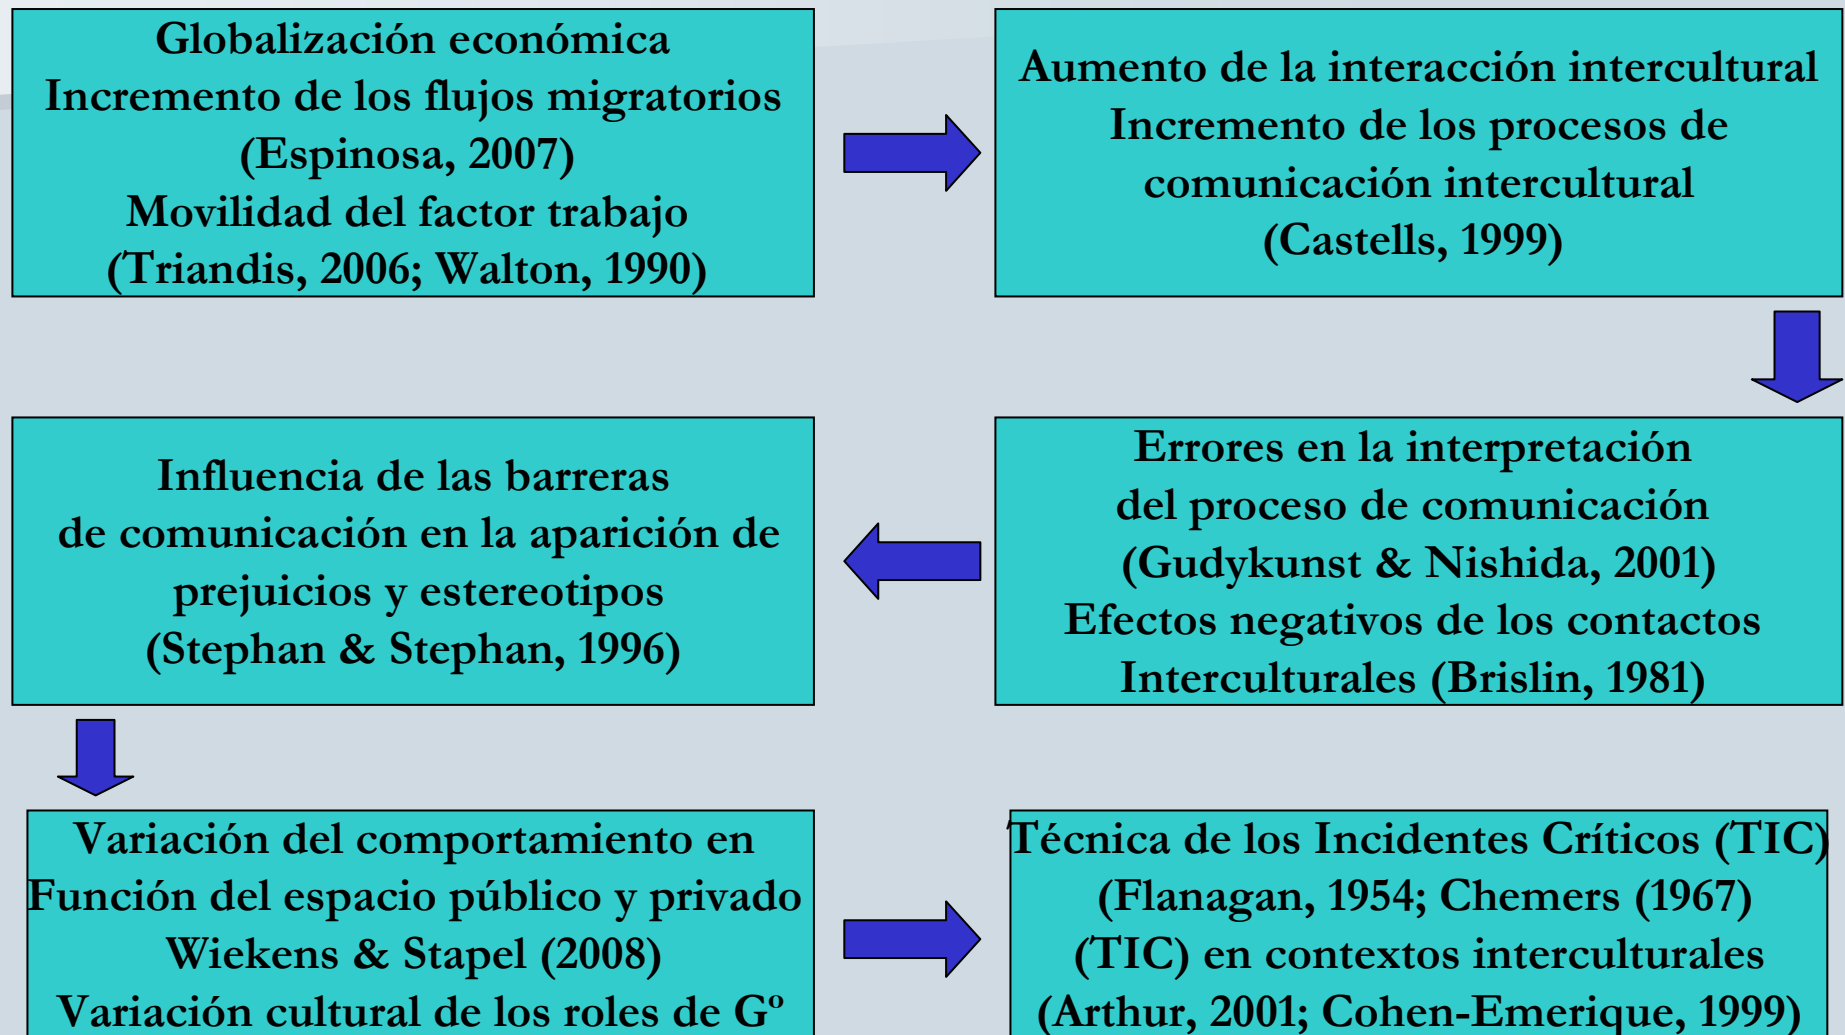 Globalización económica
Incremento de los flujos migratorios
(Espinosa, 2007)
Movilidad del factor trabajo
(Triandis, 2006; Walton, 1990)
Aumento de la interacción intercultural
Incremento de los procesos de
comunicación intercultural
(Castells, 1999)
Errores en la interpretación
del proceso de comunicación
(Gudykunst & Nishida, 2001)
Efectos negativos de los contactos
Interculturales (Brislin, 1981)
Influencia de las barreras
de comunicación en la aparición de
prejuicios y estereotipos
(Stephan & Stephan, 1996)
Variación del comportamiento en
Función del espacio público y privado
Wiekens & Stapel (2008)
Variación cultural de los roles de Gº
Técnica de los Incidentes Críticos (TIC)
(Flanagan, 1954; Chemers (1967)
(TIC) en contextos interculturales
(Arthur, 2001; Cohen-Emerique, 1999)